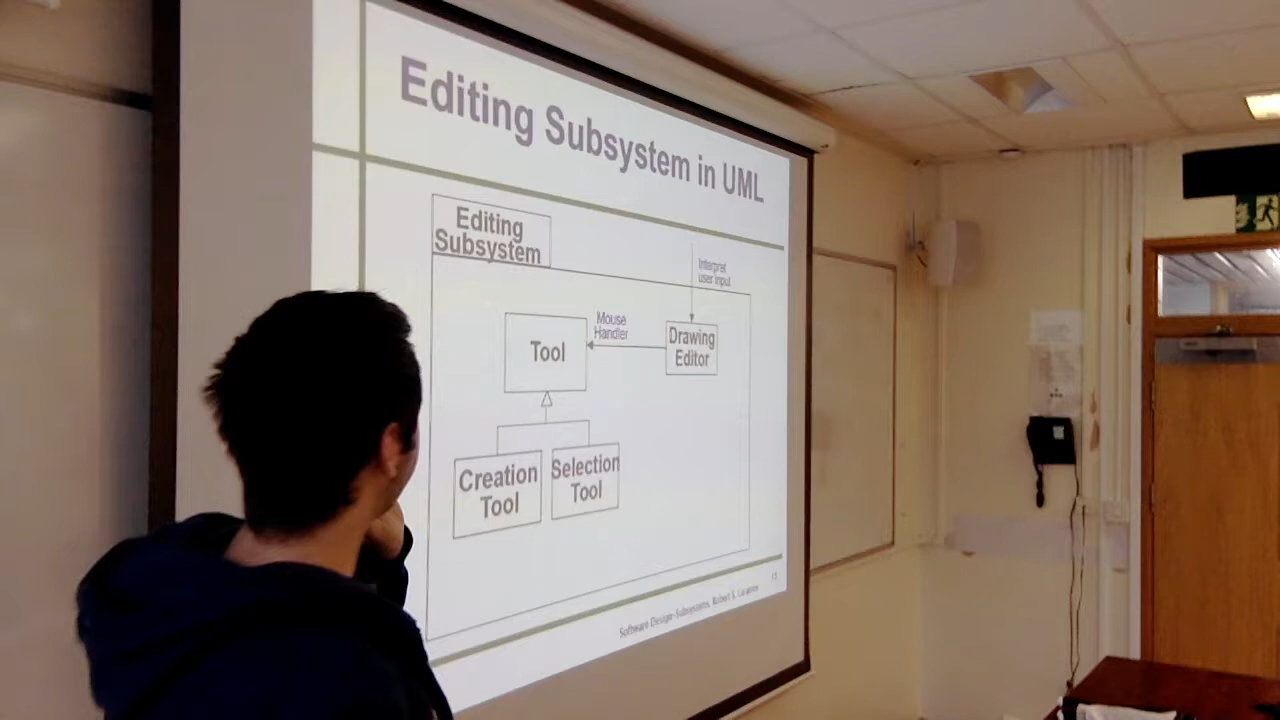 Editing Subsystem in UML
Editing
Subsystem
Interpret
user input
Mouse
Handler
Tool
Drawing
Editor
Creation
Tool
Selection
Tool
Software Design-Subsystems, Robert S.